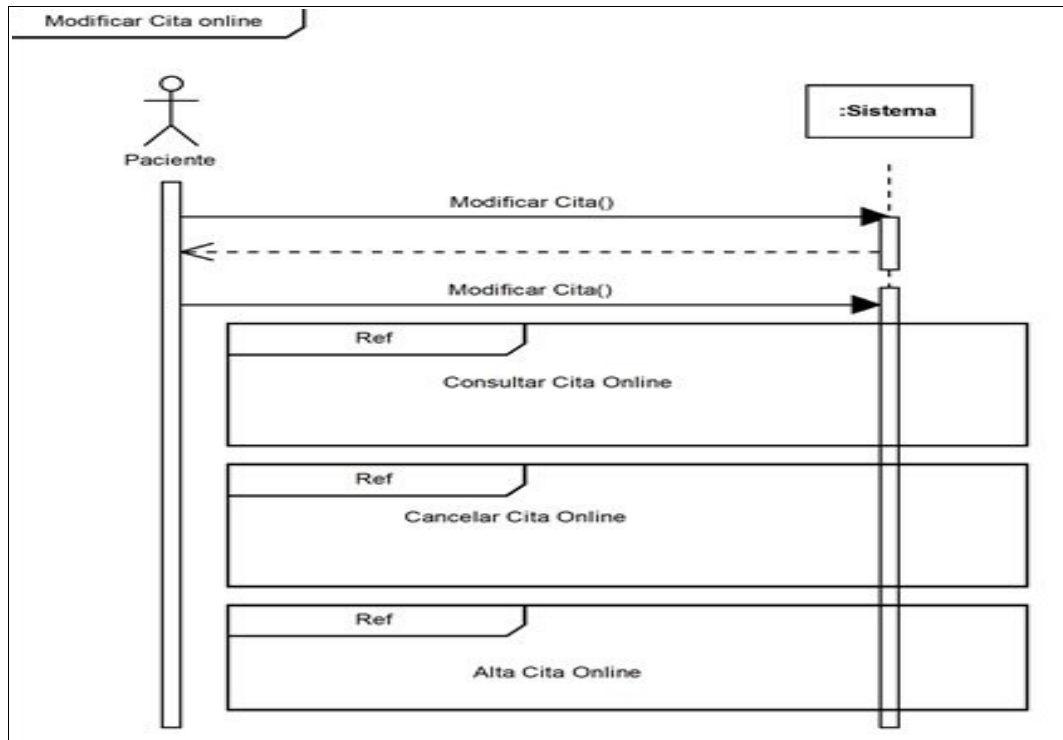 Modificar Cita online
Paciente
:Sistema
Modificar Cita()
Modificar Cita()
Ref
Consultar Cita Online
Ref
Cancelar Cita Online
Ref
Alta Cita Online